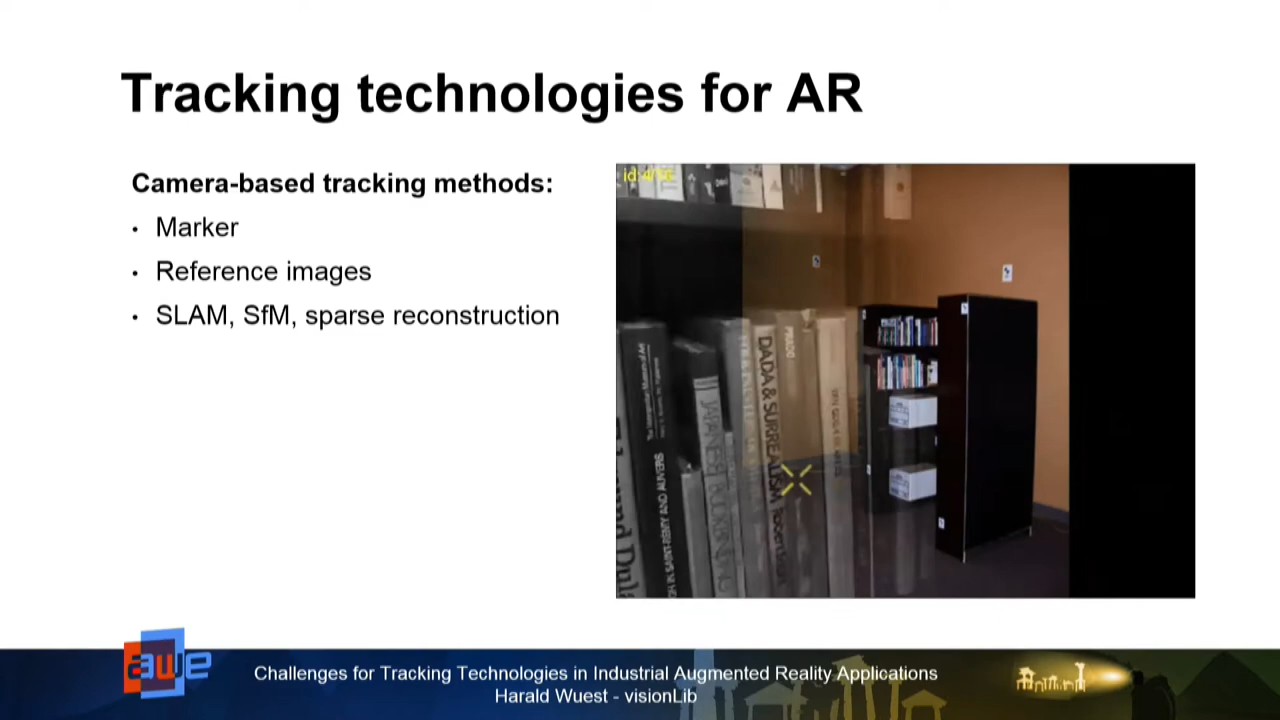 Tracking technologies for AR
Camera-based tracking methods:
• Marker
• Reference images
• SLAM, SfM, sparse reconstruction
DADA & SURREALISM
PRADO
awe
Challenges for Tracking Technologies in Industrial Augmented Reality Applications
Harald Wuest - visionLib